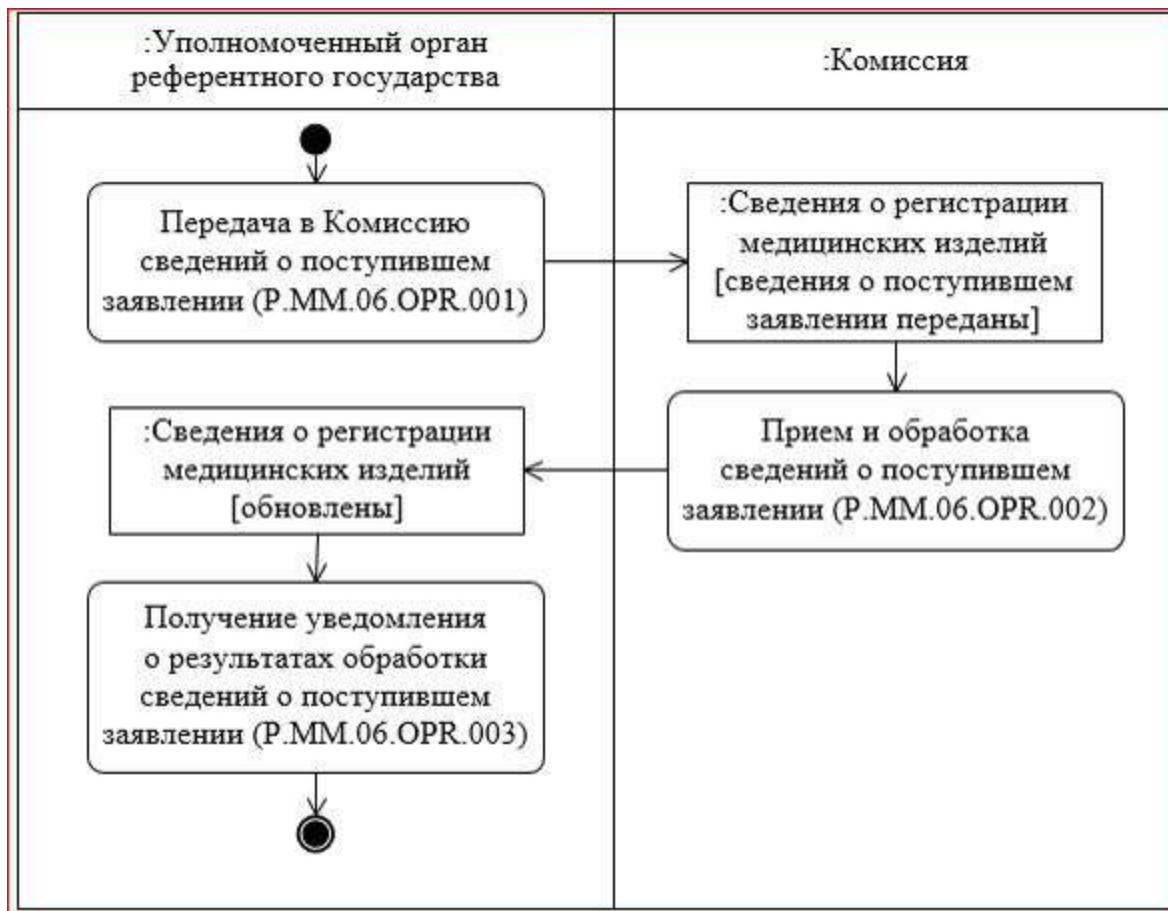 :Уполномоченный орган
референтного государства
:Комиссия
Передача в Комиссию
сведений о поступившем
заявлении (P.MM.06.OPR.001)
:Сведения о регистрации
медицинских изделий
[сведения о поступившем
заявлении переданы]
Прием и обработка
сведений о поступившем
заявлении (P.MM.06.OPR.002)
:Сведения о регистрации
медицинских изделий
[обновлены]
Получение уведомления
о результатах обработки
сведений о поступившем
заявлении (P.MM.06.OPR.003)